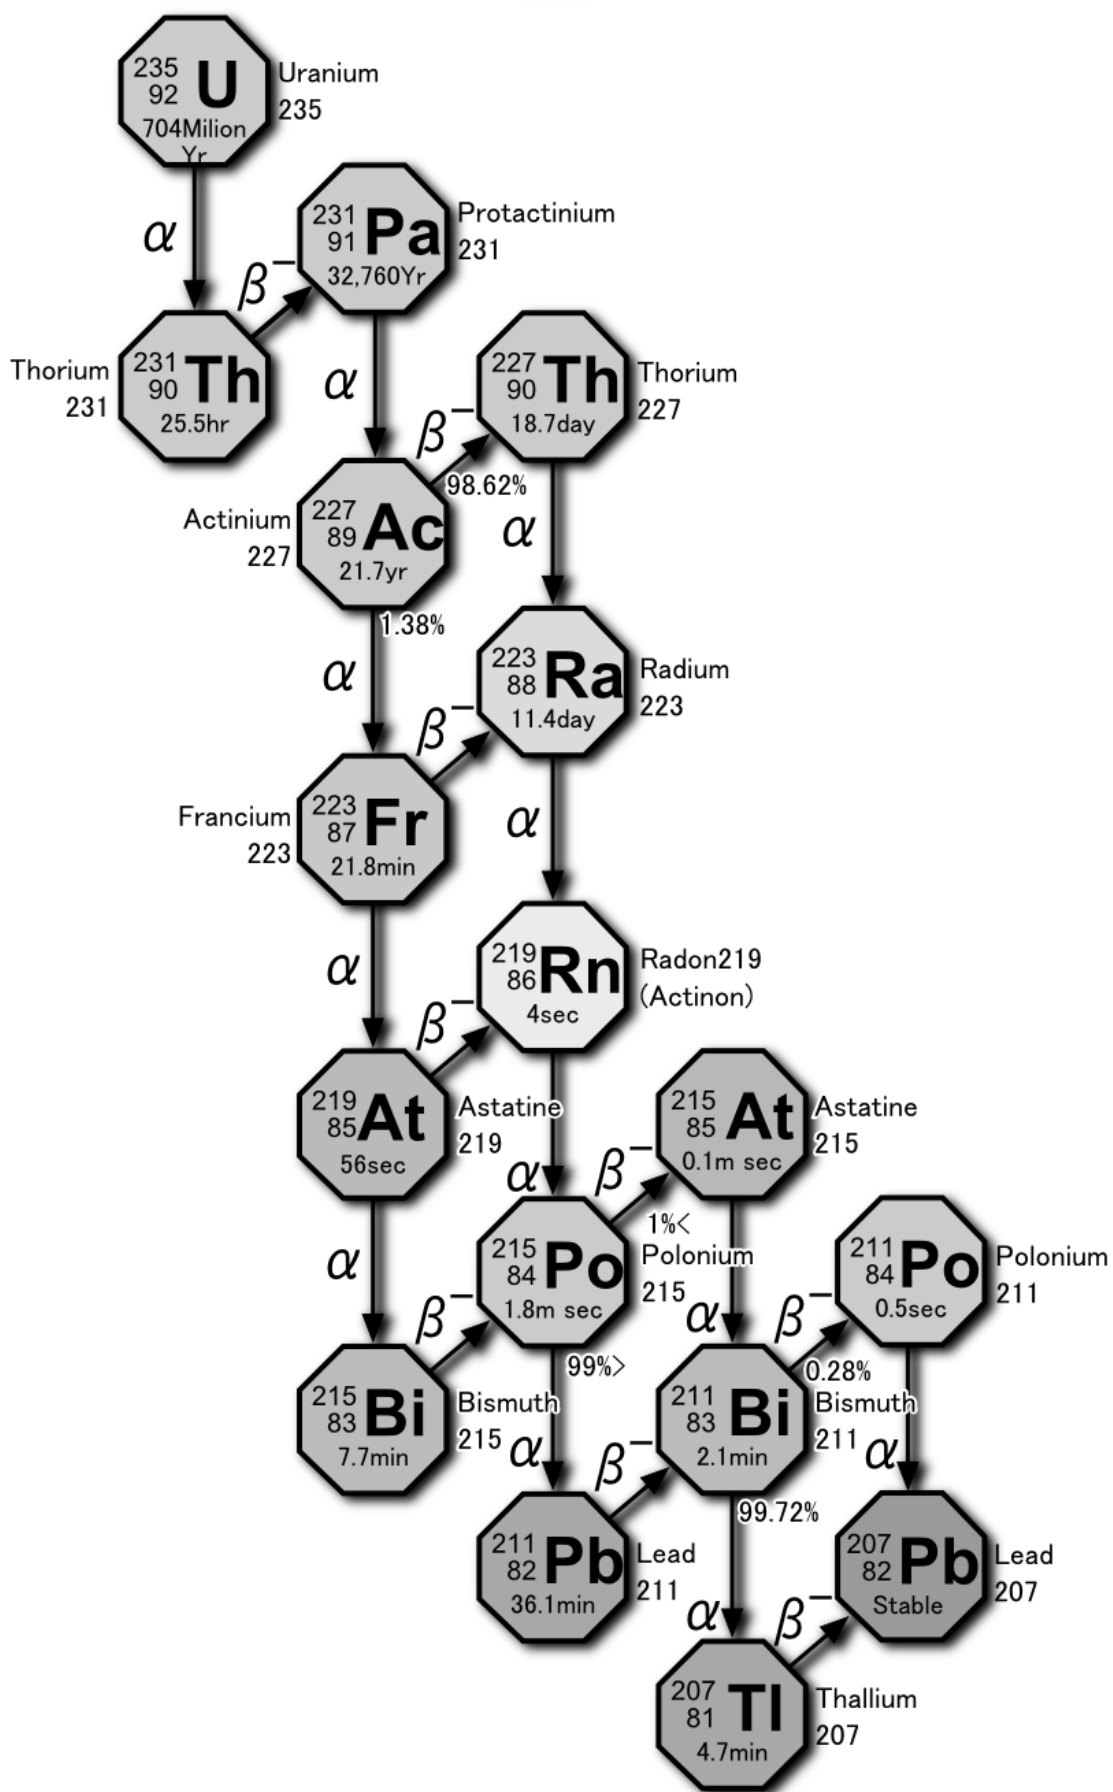 235
92 U
704Milion
Yr
Uranium
235
α
231
91 Pa
32,760Yr
Protactinium
231
β−
231
90 Th
25.5hr
Thorium
231
α
227
90 Th
18.7day
Thorium
227
β−
98.62%
227
89 Ac
21.7yr
Actinium
227
1.38%
α
α
223
88 Ra
11.4day
Radium
223
β−
223
87 Fr
21.8min
Francium
223
α
α
219
86 Rn
4sec
Radon219
(Actinon)
β−
219
85 At
56sec
Astatine
219
215
85 At
0.1m sec
Astatine
215
α
β−
1%<
α
215
84 Po
1.8m sec
Polonium
215
211
84 Po
0.5sec
Polonium
211
β−
α
β−
99%>
0.28%
215
83 Bi
7.7min
Bismuth
215
211
83 Bi
2.1min
Bismuth
211
α
β−
α
99.72%
211
82 Pb
36.1min
Lead
211
207
82 Pb
Stable
Lead
207
α
β−
207
81 Tl
4.7min
Thallium
207